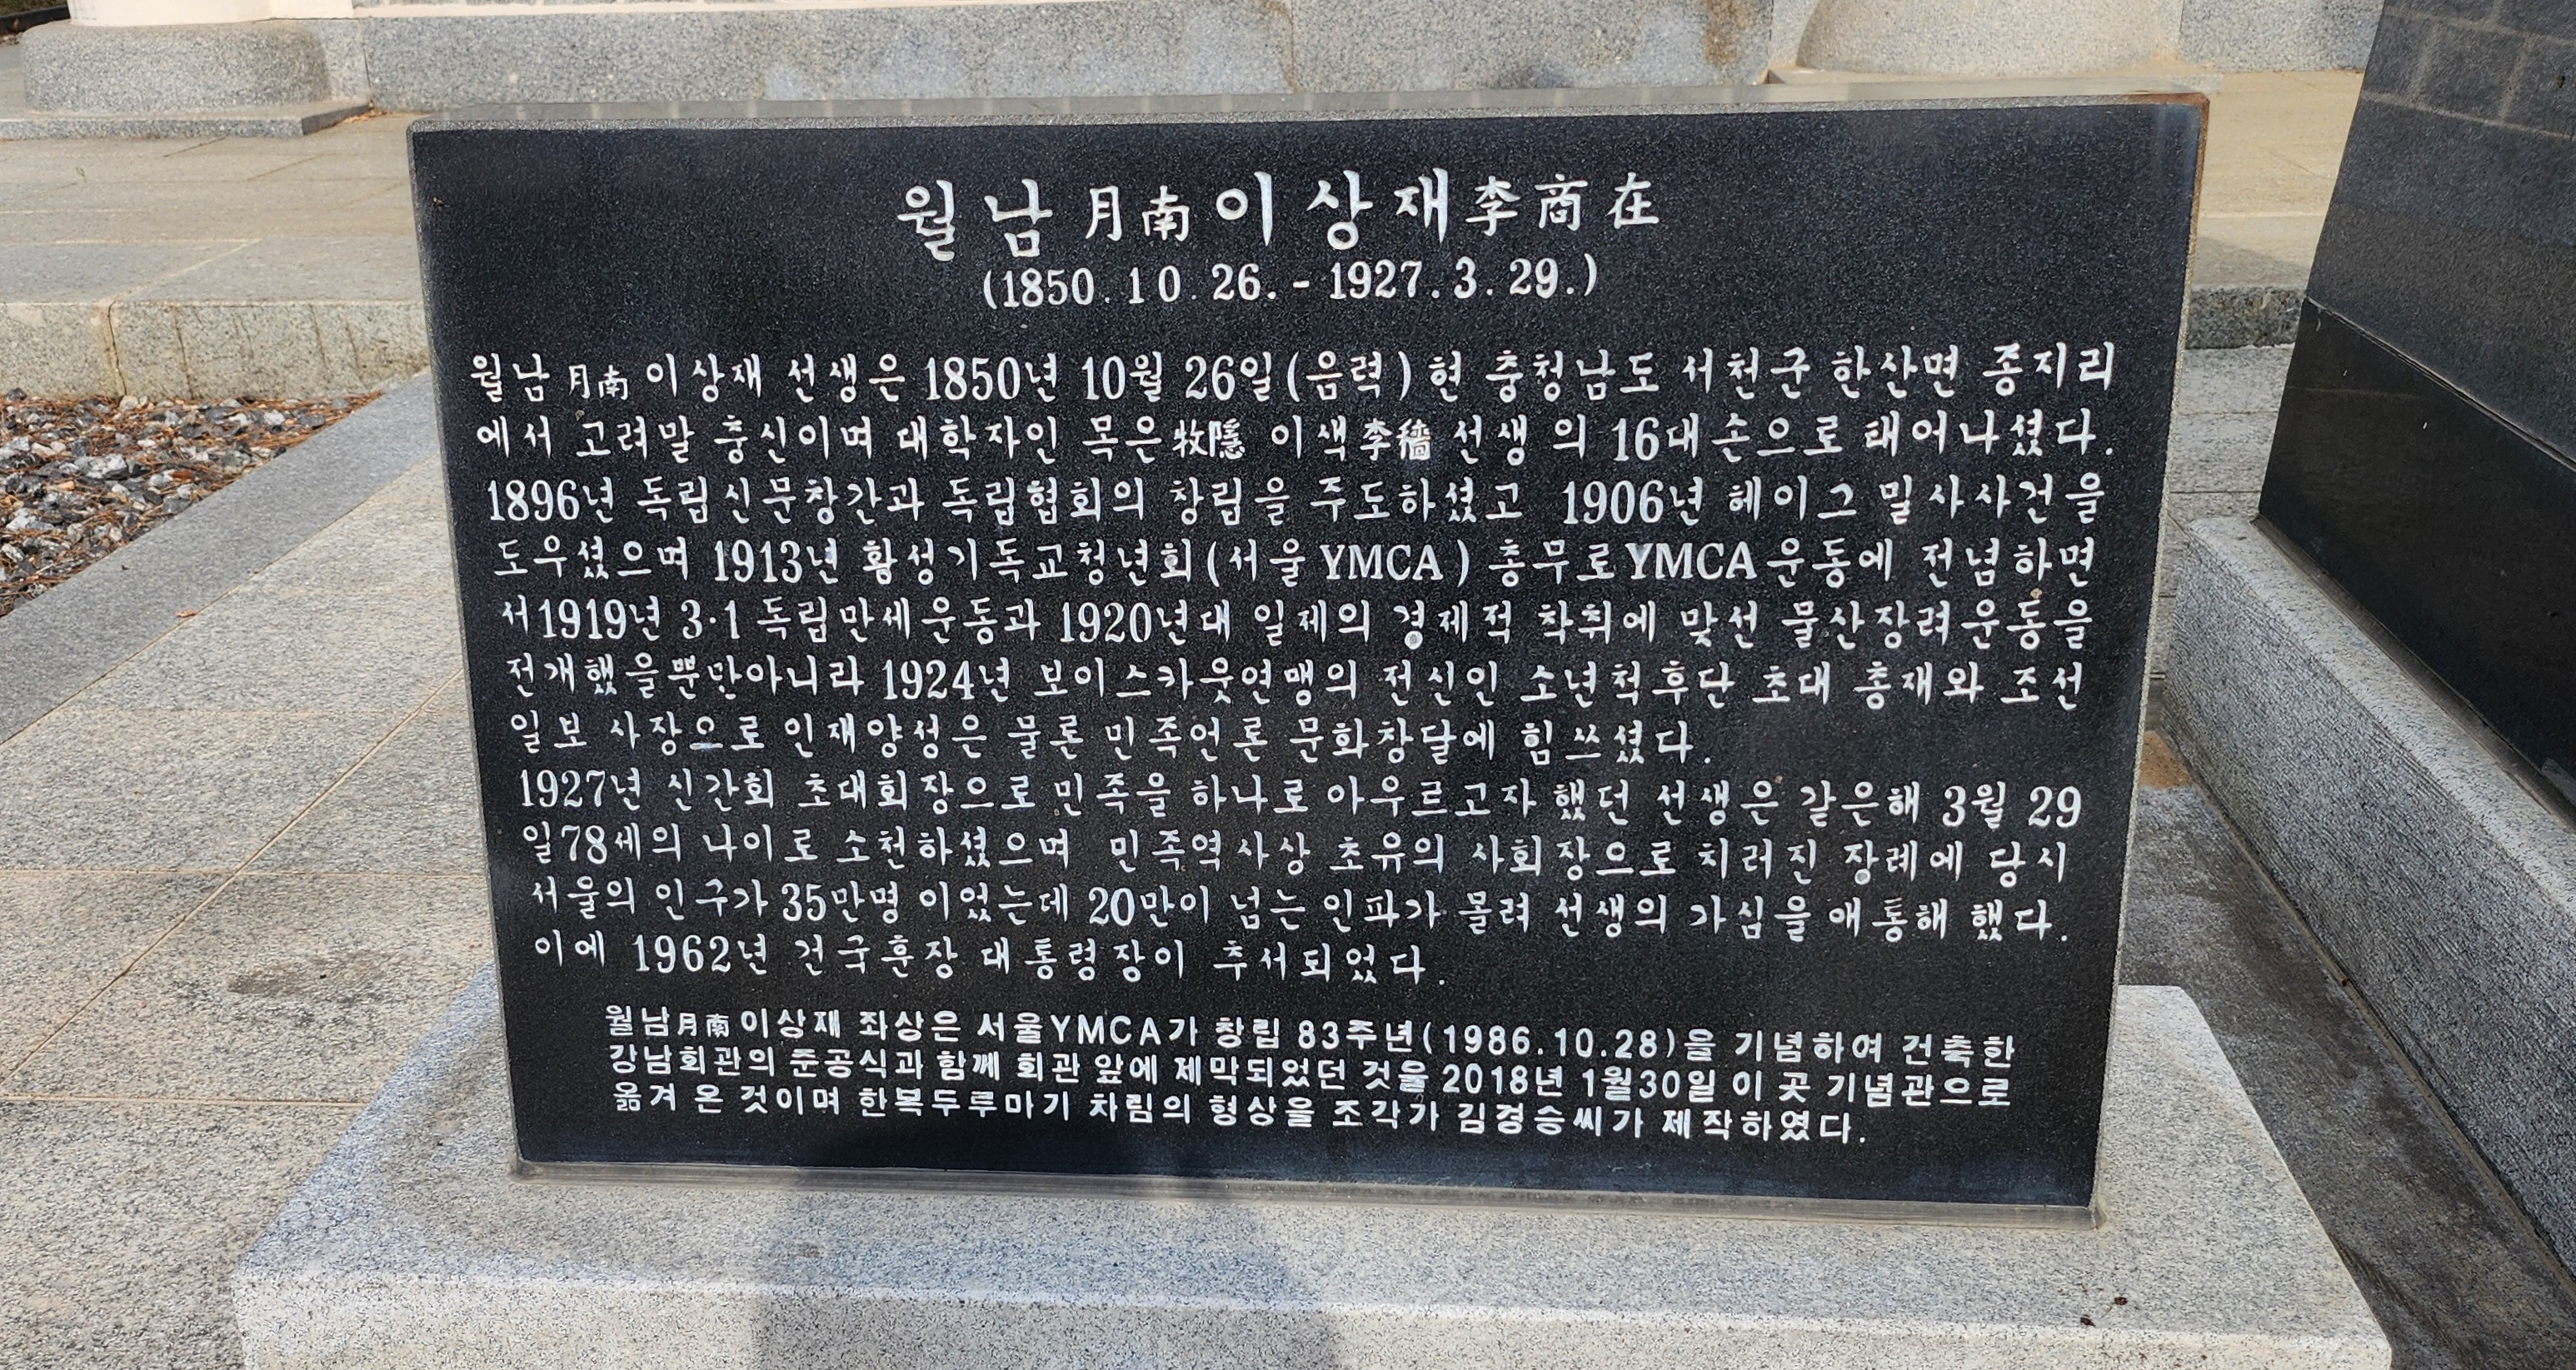 월남 月南 이상재 李商在
(1850.10.26.-1927.3.29.)
월남 月南 이상재 선생은 1850년 10월 26일(음력) 현 충청남도 서천군 한산면 종지리
에서 고려말 충신이며 대학자인 목은 牧隱 이색 李穡 선생 의 16대손으로 태어나셨다.
1896년 독립신문창간과 독립협회의 창립을 주도하셨고 1906년 헤이그 밀사사건을
도우셨으며 1913년 황성기독교청년회(서울YMCA) 총무로 YMCA 운동에 전념하면
서 1919년 3·1 독립만세운동과 1920년대 일제의 경제적 착취에 맞선 물산장려운동을
전개했을뿐만아니라 1924년 보이스카웃연맹의 전신인 소년척후단 초대 총재와 조선
일보 사장으로 인재양성은 물론 민족언론 문화창달에 힘쓰셨다.
1927년 신간회 초대회장으로 민족을 하나로 아우르고자 했던 선생은 같은해 3월 29
일 78세의 나이로 소천하셨으며 민족역사상 초유의 사회장으로 치러진 장례에 당시
서울의 인구가 35만명 이었는데 20만이 넘는 인파가 몰려 선생의 가심을 애통해 했다.
이에 1962년 건국훈장 대통령장이 추서되었다.
월남月南이상재 좌상은 서울YMCA가 창립 83주년(1986.10.28)을 기념하여 건축한
강남회관의 준공식과 함께 회관 앞에 제막되었던 것을 2018년 1월30일 이 곳 기념관으로
옮겨 온 것이며 한복두루마기 차림의 형상을 조각가 김경승씨가 제작하였다.